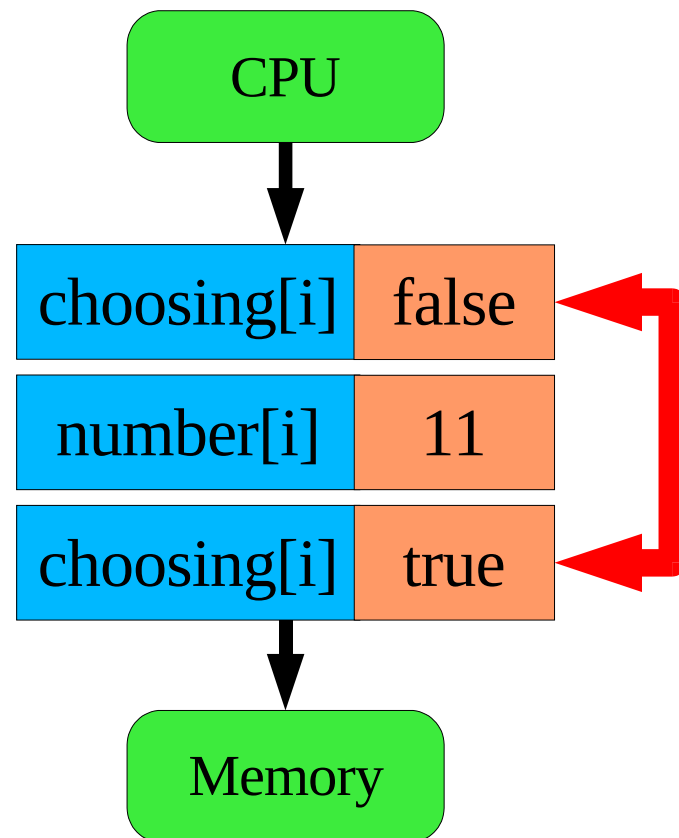 CPU
choosing[i] false
number[i] 11
choosing[i] true
Memory